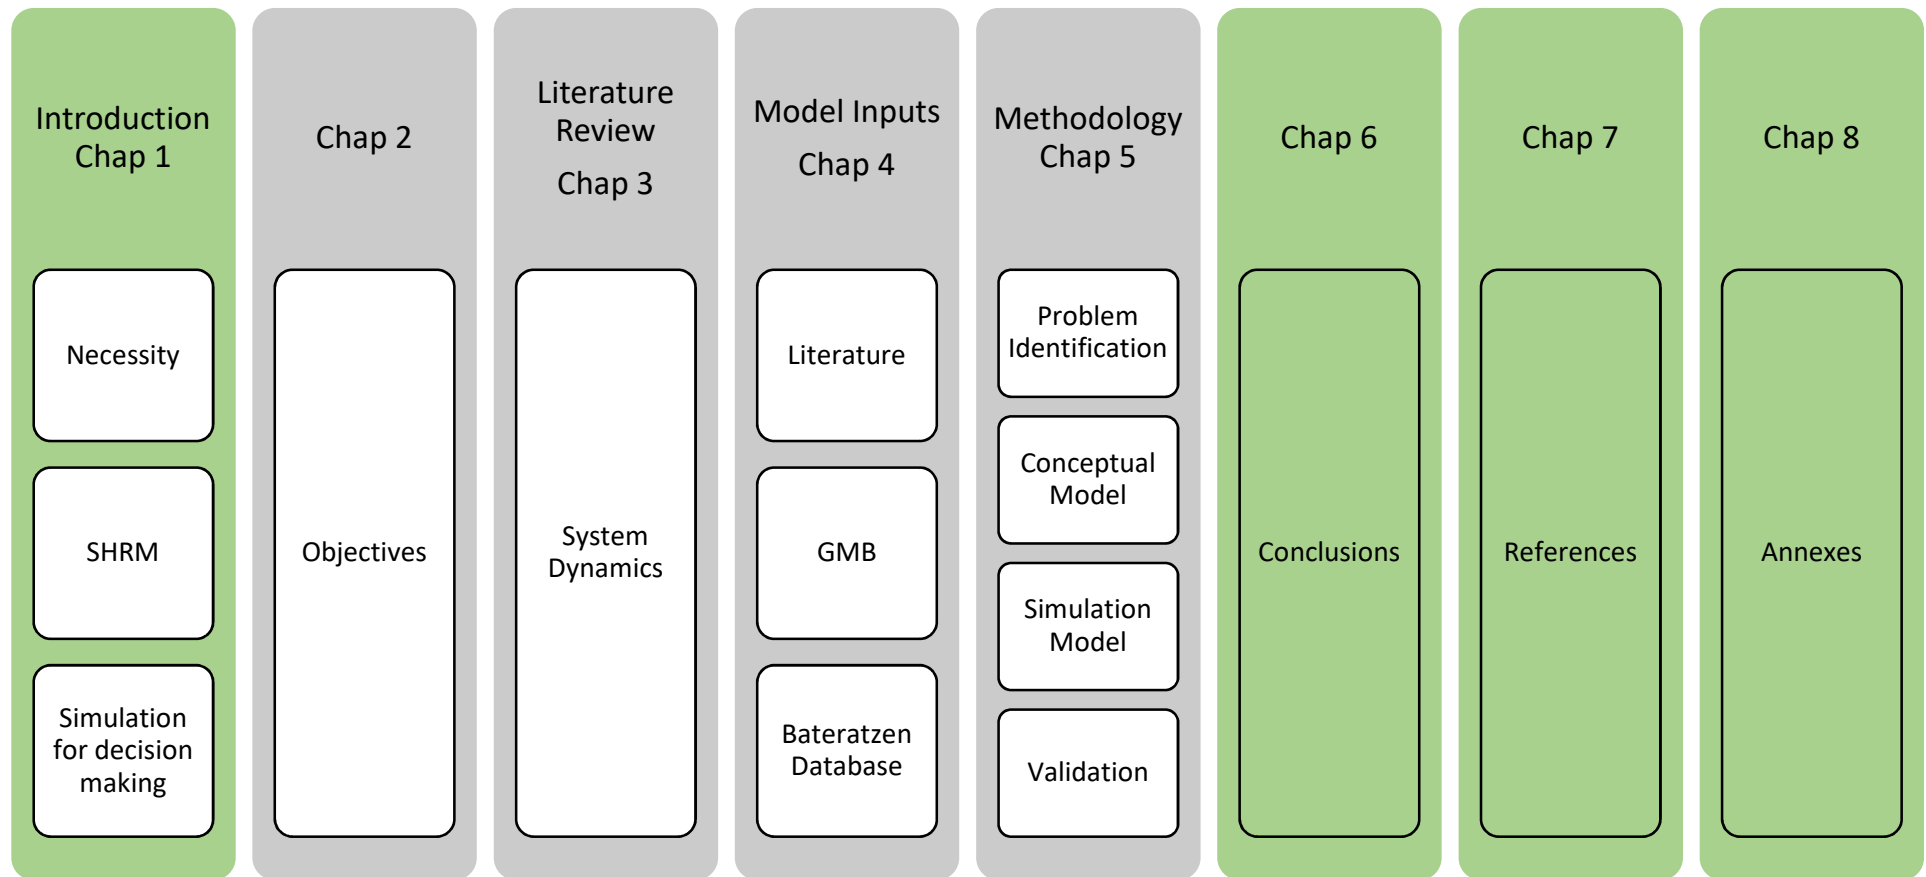 Introduction
Chap 1
Necessity
SHRM
Simulation
for decision
making
Chap 2
Objectives
Literature
Review
Chap 3
System
Dynamics
Model Inputs
Chap 4
Literature
GMB
Bateratzen
Database
Methodology
Chap 5
Problem
Identification
Conceptual
Model
Simulation
Model
Validation
Chap 6
Conclusions
Chap 7
References
Chap 8
Annexes